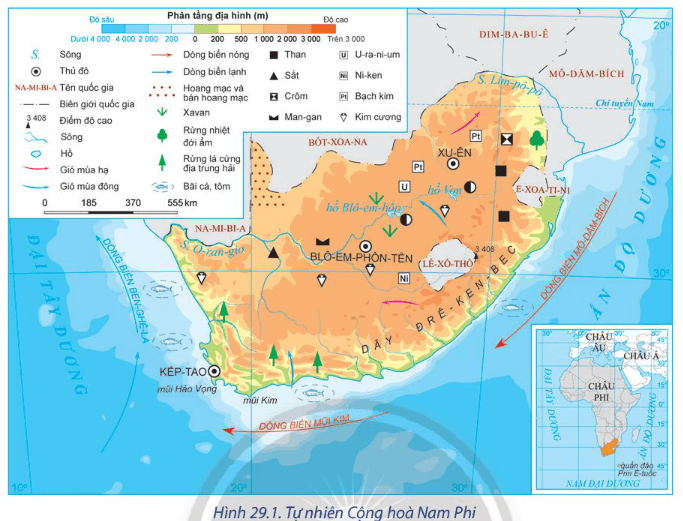 Phân tầng địa hình (m)
Độ sâu
Độ cao
Dưới 4 000 4 000 2 000 200 0 200 500 1 000 2 000 3 000 Trên 3 000
S. Sông
Thủ đô
NA-MI-BI-A Tên quốc gia
Biên giới quốc gia
3 408 Điểm độ cao
Sông
Hồ
Gió mùa hạ
Gió mùa đông
Dòng biển nóng
Dòng biển lạnh
Hoang mạc và
bán hoang mạc
Xavan
Rừng nhiệt
đới ẩm
Rừng lá cứng
địa trung hải
Bãi cá, tôm
Than
Sắt
Crôm
Man-gan
U U-ra-ni-um
Ni Ni-ken
Pt Bạch kim
Kim cương
0 185 370 555 km
20°
DIM-BA-BU-Ê
MÔ-DĂM-BÍCH
S. Lim-pô-pô
Chí tuyến Nam
BỐT-XOA-NA
XU-ÊN
Pt
Pt
U
E-XOA-TI-NI
hồ Van
hồ Blô-em-hôp
NA-MI-BI-A
S. O-ran-giơ
BLÔ-EM-PHÔN-TÊN
LÊ-XÔ-THÔ
3 408
Ni
30°
30°
DÃY ĐRÊ-KEN-BEC
DÒNG BIỂN MÔ-DĂM-BÍCH
ẤN ĐỘ DƯƠNG
ĐẠI TÂY DƯƠNG
DÒNG BIỂN BEN-GHÊ-LA
KÊP-TAO
mũi Hảo Vọng
mũi Kim
DÒNG BIỂN MŨI KIM
10°
20°
30°
CHÂU
ÂU
CHÂU Á
CHÂU
PHI
ĐẠI TÂY DƯƠNG
ẤN ĐỘ DƯƠNG
quần đảo
Prin E-tuốc
NAM ĐẠI DƯƠNG
Hình 29.1. Tự nhiên Cộng hoà Nam Phi